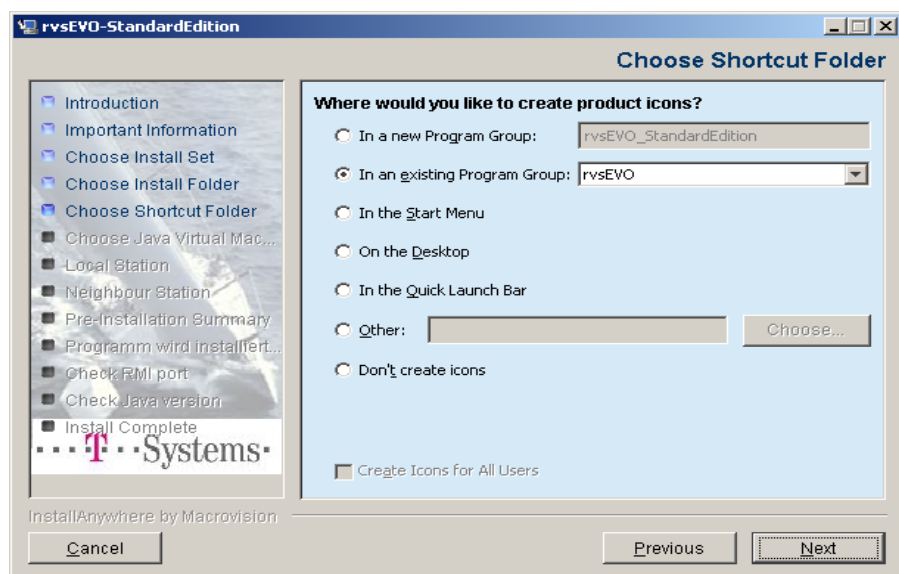 rvsEVO-StandardEdition
Choose Shortcut Folder
Introduction
Important Information
Choose Install Set
Choose Install Folder
Choose Shortcut Folder
Choose Java Virtual Mac...
Local Station
Neighbour Station
Pre-Installation Summary
Programm wird installiert...
Check RMI port
Check Java version
Install Complete
T Systems
Where would you like to create product icons?
In a new Program Group: rvsEVO_StandardEdition
In an existing Program Group: rvsEVO
In the Start Menu
On the Desktop
In the Quick Launch Bar
Other: Choose...
Don't create icons
Create Icons for All Users
InstallAnywhere by Macrovision
Cancel Previous Next